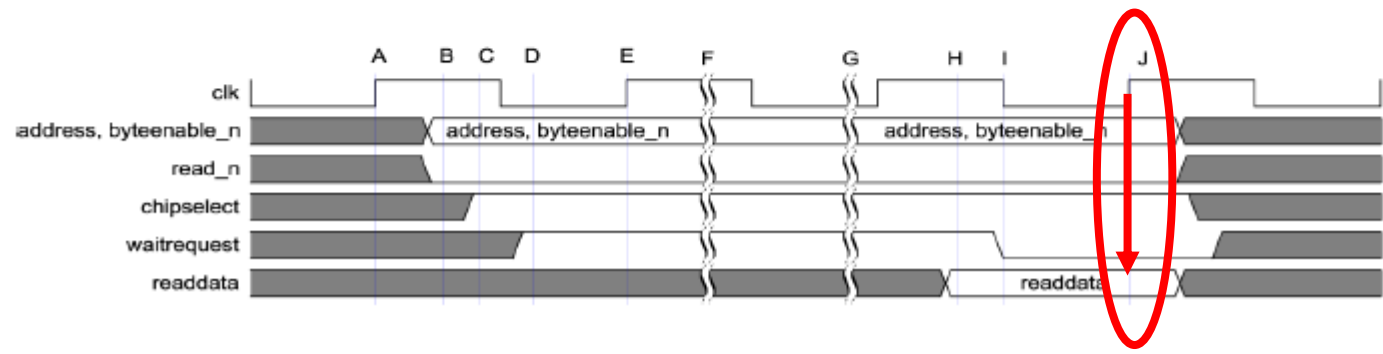 A B C D E F G H I J
clk
address, byteenable_n address, byteenable_n address, byteenable_n
read_n
chipselect
waitrequest
readdata readdata